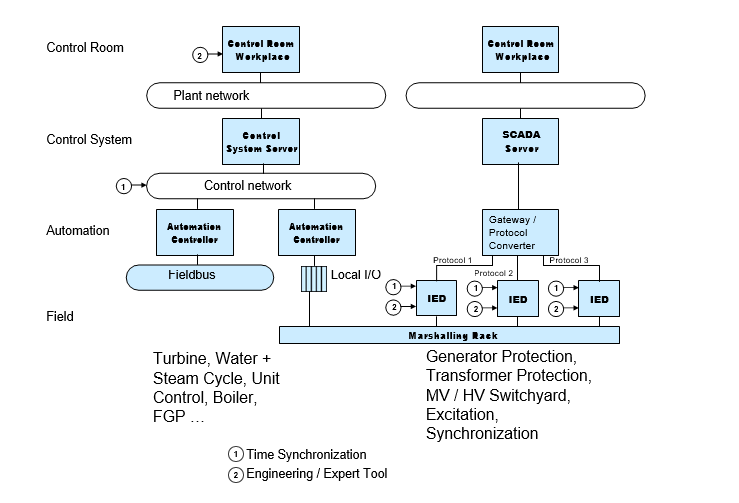 Control Room
2
Control Room
Workplace
Control Room
Workplace
Plant network
Control System
Control
System Server
SCADA
Server
1
Control network
Automation
Automation
Controller
Automation
Controller
Gateway /
Protocol
Converter
Protocol 1
Protocol 2
Protocol 3
Fieldbus
Local I/O
1
2
IED
1
2
IED
1
2
IED
Field
Marshalling Rack
Turbine, Water +
Steam Cycle, Unit
Control, Boiler,
FGP ...
Generator Protection,
Transformer Protection,
MV / HV Switchyard,
Excitation,
Synchronization
1 Time Synchronization
2 Engineering / Expert Tool